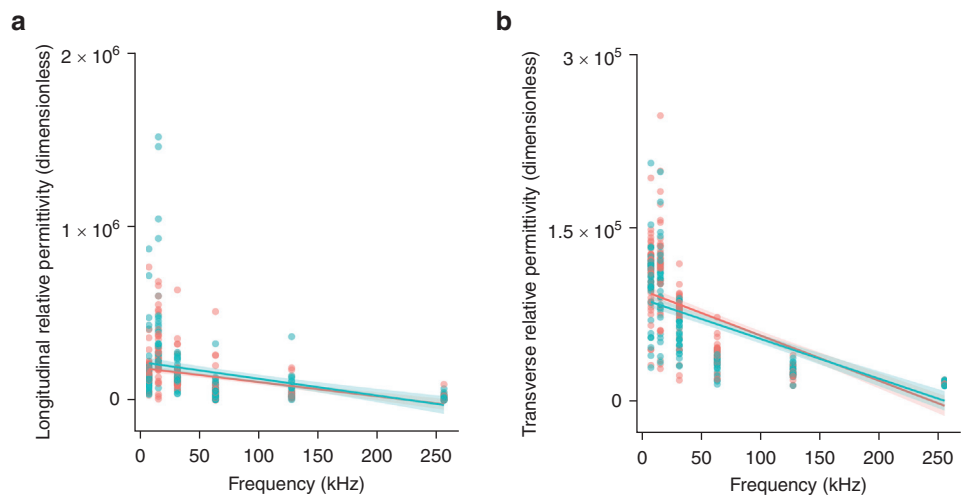 a
Longitudinal relative permittivity (dimensionless)
2 × 10⁶
1 × 10⁶
0
0 50 100 150 200 250
Frequency (kHz)
b
Transverse relative permittivity (dimensionless)
3 × 10⁵
1.5 × 10⁵
0
0 50 100 150 200 250
Frequency (kHz)